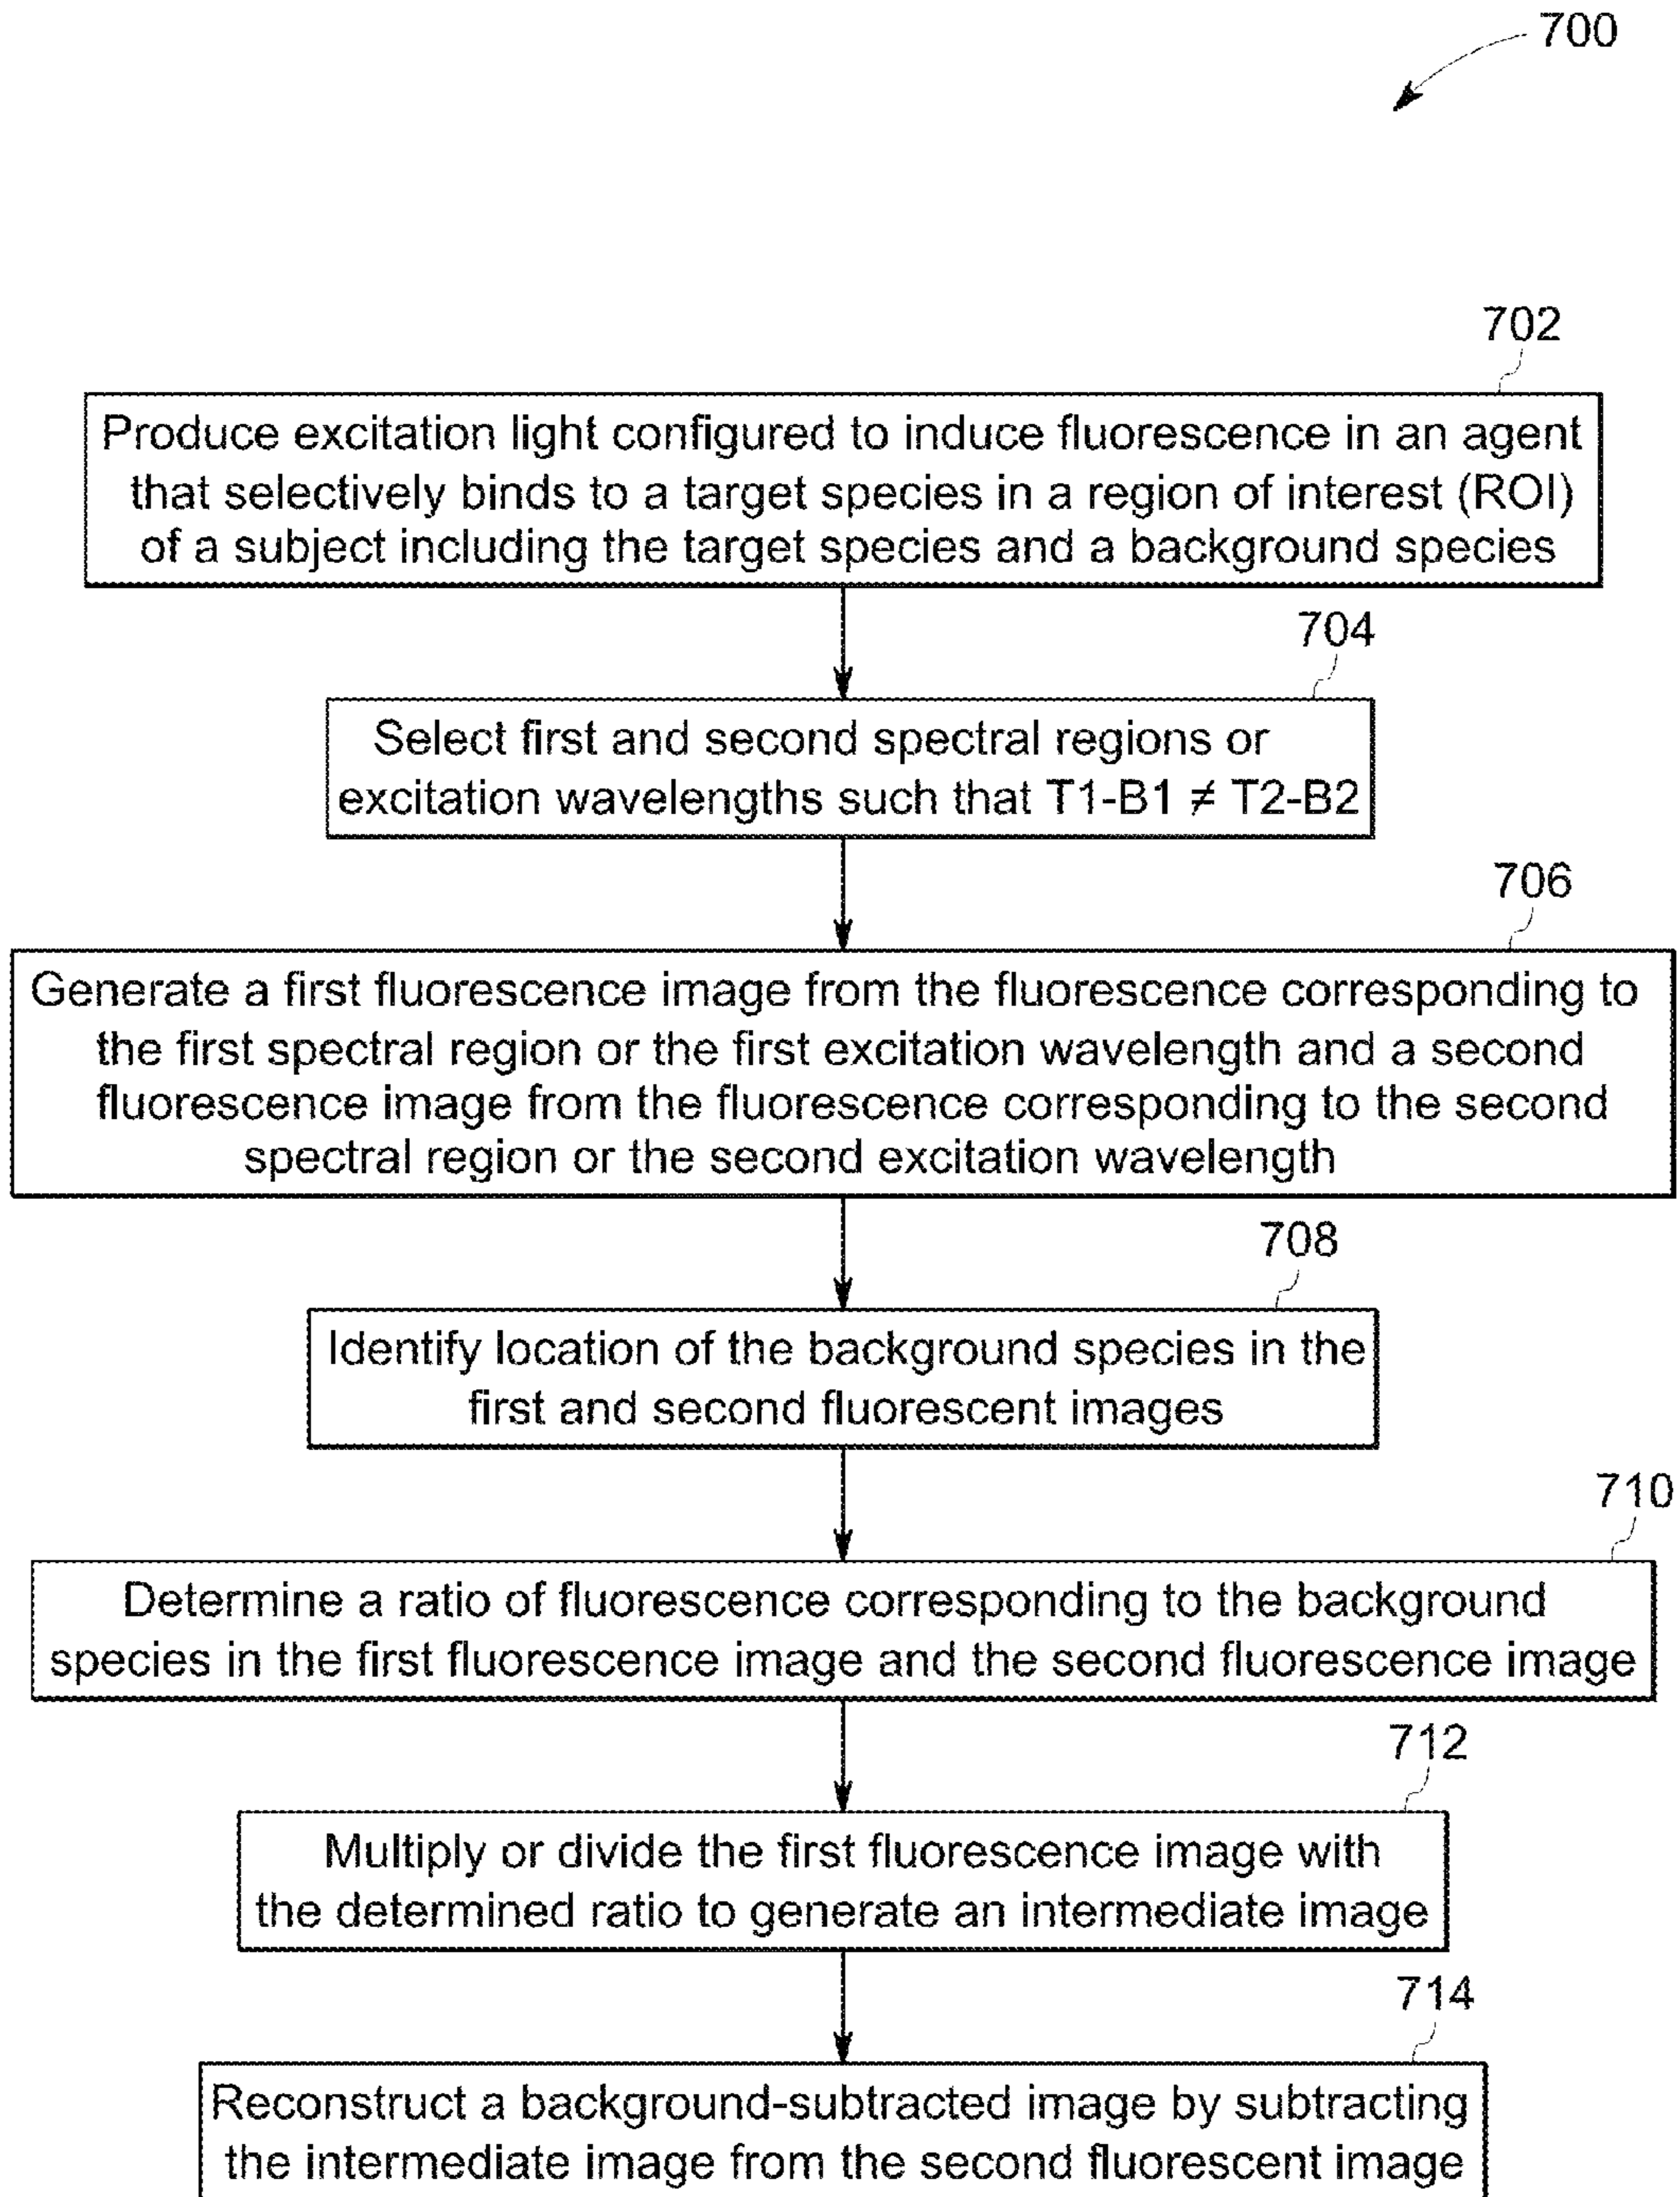 700
702
Produce excitation light configured to induce fluorescence in an agent
that selectively binds to a target species in a region of interest (ROI)
of a subject including the target species and a background species
704
Select first and second spectral regions or
excitation wavelengths such that T1-B1 ≠ T2-B2
706
Generate a first fluorescence image from the fluorescence corresponding to
the first spectral region or the first excitation wavelength and a second
fluorescence image from the fluorescence corresponding to the second
spectral region or the second excitation wavelength
708
Identify location of the background species in the
first and second fluorescent images
710
Determine a ratio of fluorescence corresponding to the background
species in the first fluorescence image and the second fluorescence image
712
Multiply or divide the first fluorescence image with
the determined ratio to generate an intermediate image
714
Reconstruct a background-subtracted image by subtracting
the intermediate image from the second fluorescent image